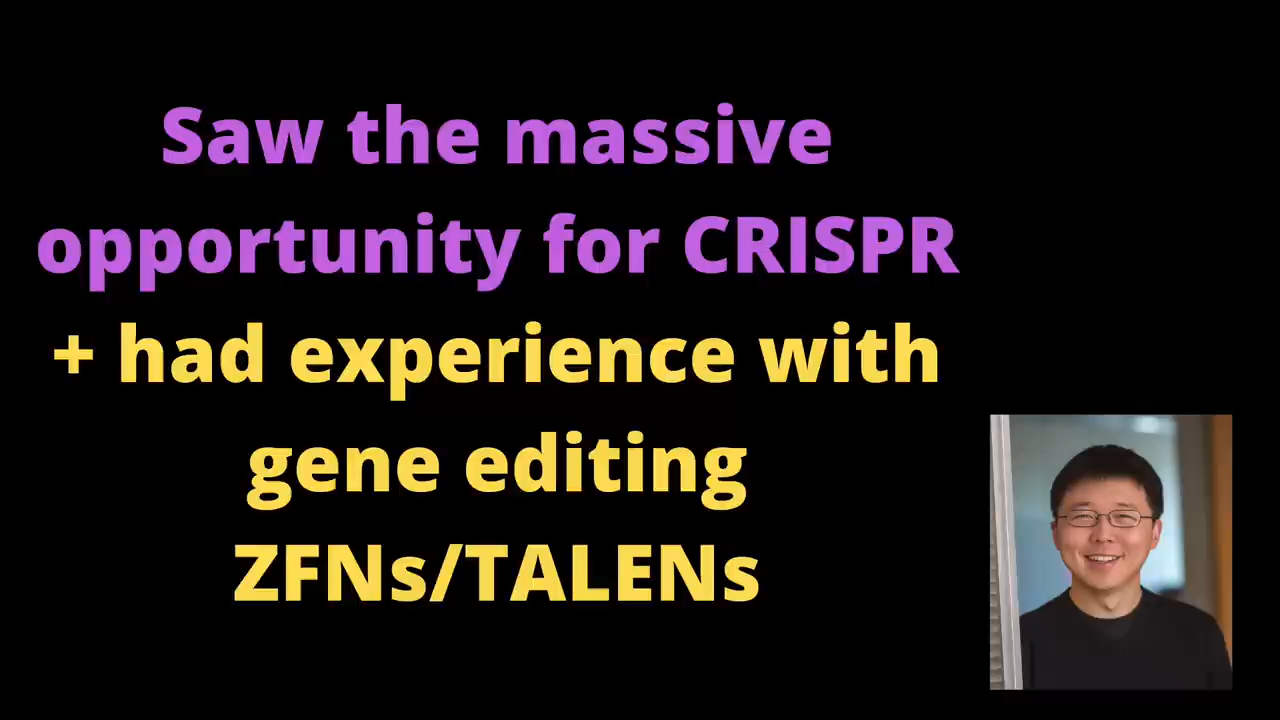 Saw the massive
opportunity for CRISPR
+ had experience with
gene editing
ZFNs/TALENs